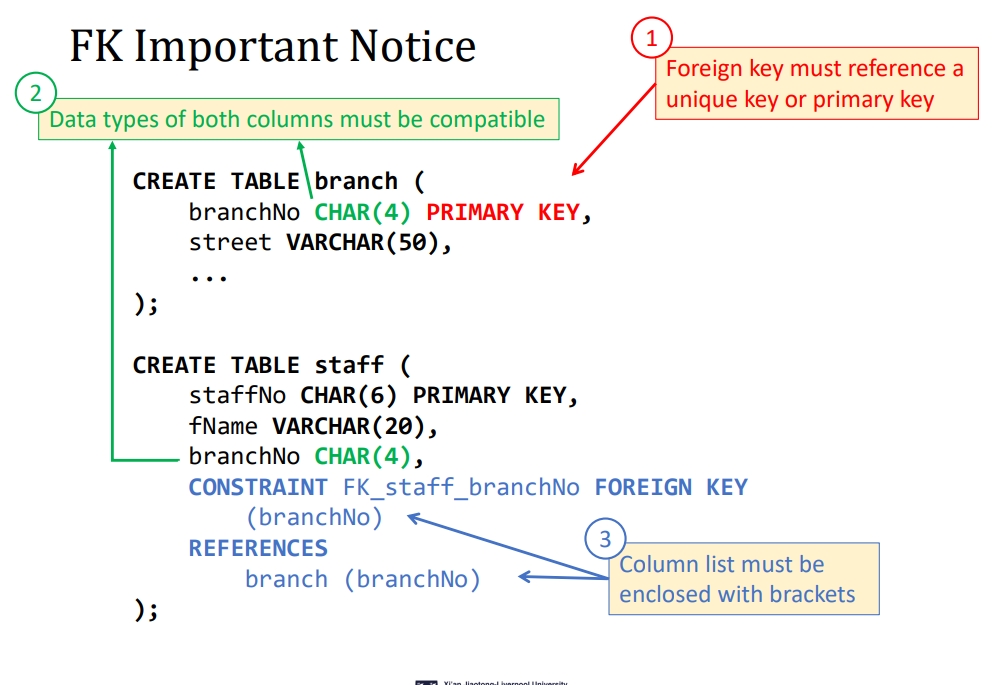 FK Important Notice
1
Foreign key must reference a
unique key or primary key
2
Data types of both columns must be compatible
CREATE TABLE branch (
branchNo CHAR(4) PRIMARY KEY,
street VARCHAR(50),
...
);
CREATE TABLE staff (
staffNo CHAR(6) PRIMARY KEY,
fName VARCHAR(20),
branchNo CHAR(4),
CONSTRAINT FK_staff_branchNo FOREIGN KEY
(branchNo)
REFERENCES
branch (branchNo)
);
3
Column list must be
enclosed with brackets
Xi'an Jiaotong-Liverpool University